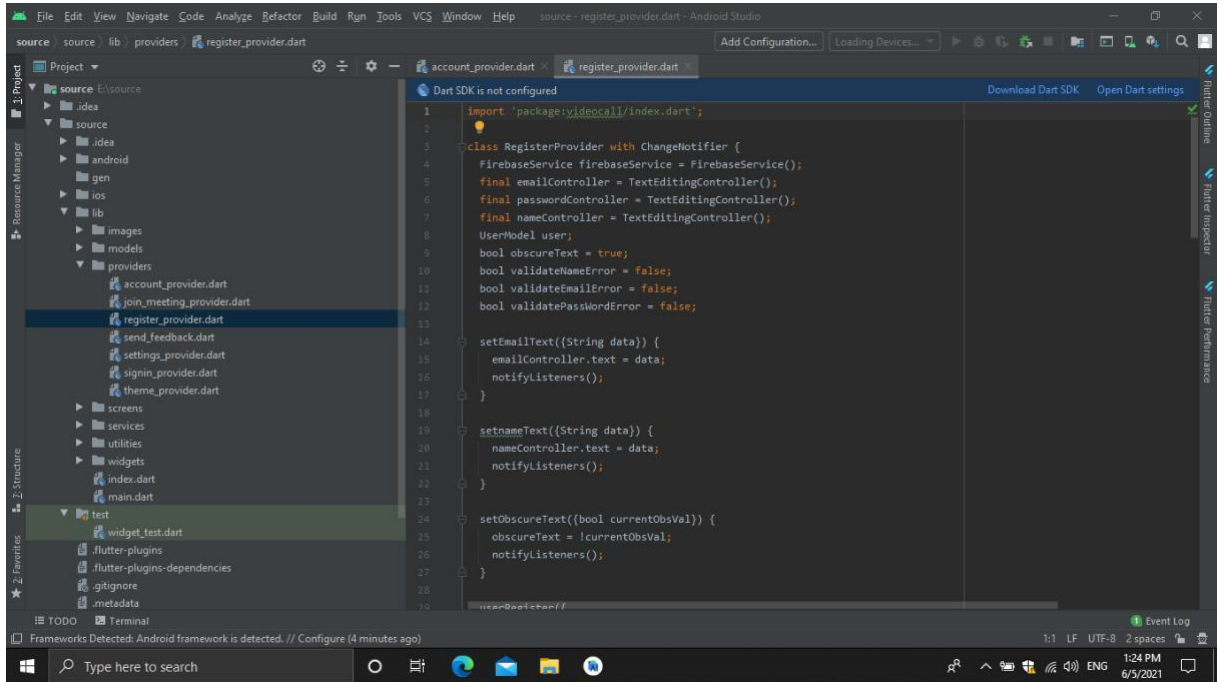 File Edit View Navigate Code Analyze Refactor Build Run Tools VCS Window Help source - register_provider.dart - Android Studio
source source lib providers register_provider.dart Add Configuration... Loading Devices...
Project account_provider.dart register_provider.dart
1: Project
Resource Manager
7: Structure
2: Favorites
source E:\source
.idea
source
.idea
android
gen
ios
lib
images
models
providers
account_provider.dart
join_meeting_provider.dart
register_provider.dart
send_feedback.dart
settings_provider.dart
signin_provider.dart
theme_provider.dart
screens
services
utilities
widgets
index.dart
main.dart
test
widget_test.dart
.flutter-plugins
.flutter-plugins-dependencies
.gitignore
.metadata
Dart SDK is not configured Download Dart SDK Open Dart settings
1 import 'package:videocall/index.dart';
2
3 class RegisterProvider with ChangeNotifier {
4 FirebaseService firebaseService = FirebaseService();
5 final emailController = TextEditingController();
6 final passwordController = TextEditingController();
7 final nameController = TextEditingController();
8 UserModel user;
9 bool obscureText = true;
10 bool validateNameError = false;
11 bool validateEmailError = false;
12 bool validatePassWordError = false;
13
14 setEmailText({String data}) {
15 emailController.text = data;
16 notifyListeners();
17 }
18
19 setnameText({String data}) {
20 nameController.text = data;
21 notifyListeners();
22 }
23
24 setObscureText({bool currentObsVal}) {
25 obscureText = !currentObsVal;
26 notifyListeners();
27 }
28
29 userRegister({
Flutter Outline
Flutter Inspector
Flutter Performance
TODO Terminal 1 Event Log
Frameworks Detected: Android framework is detected. // Configure (4 minutes ago) 1:1 LF UTF-8 2 spaces
Type here to search ENG 1:24 PM
6/5/2021